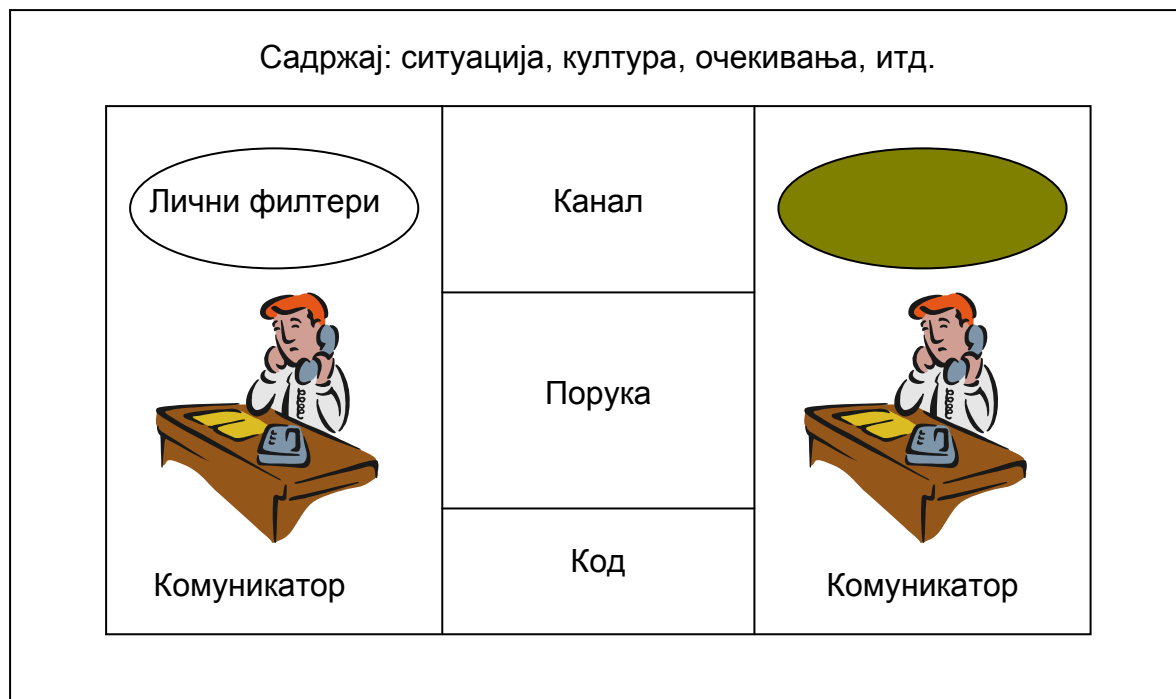 Садржај: ситуација, култура, очекивања, итд.
Лични филтери
Канал
Порука
Код
Комуникатор
Комуникатор